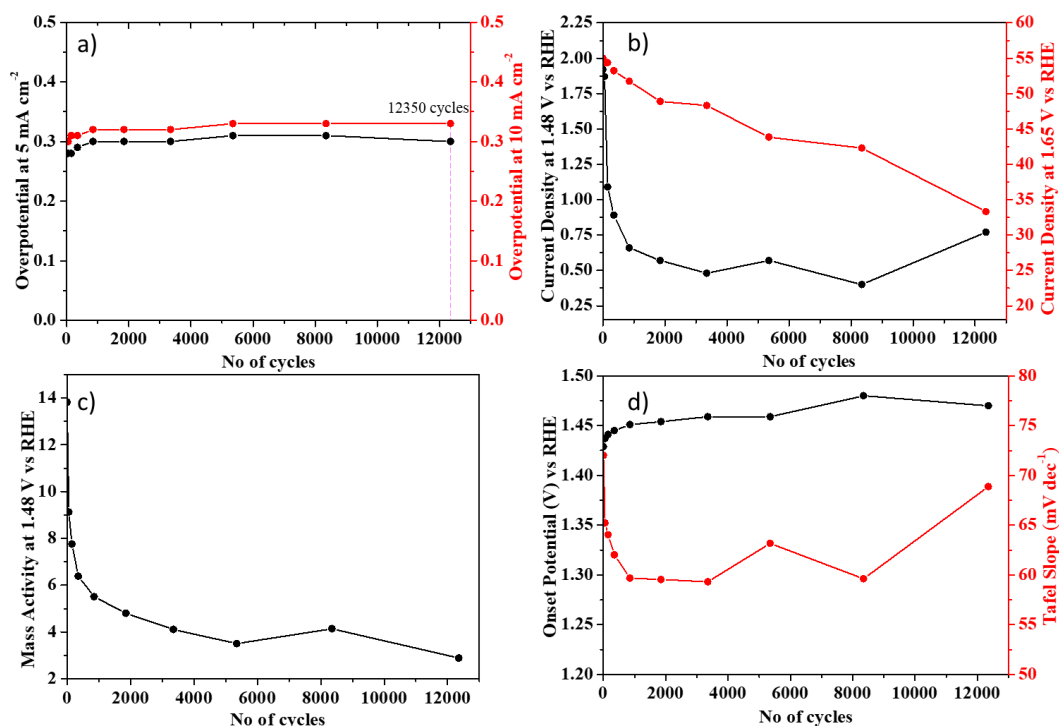 a)
Overpotential at 5 mA cm⁻²
0.5
0.4
0.3
0.2
0.1
0.0
12350 cycles
0 2000 4000 6000 8000 10000 12000
No of cycles
0.5
0.4
0.3
0.2
0.1
0.0
Overpotential at 10 mA cm⁻²
b)
Current Density at 1.48 V vs RHE
2.25
2.00
1.75
1.50
1.25
1.00
0.75
0.50
0.25
0 2000 4000 6000 8000 10000 12000
No of cycles
60
55
50
45
40
35
30
25
20
Current Density at 1.65 V vs RHE
c)
Mass Activity at 1.48 V vs RHE
14
12
10
8
6
4
2
0 2000 4000 6000 8000 10000 12000
No of cycles
d)
Onset Potential (V) vs RHE
1.50
1.45
1.40
1.35
1.30
1.25
1.20
0 2000 4000 6000 8000 10000 12000
No of cycles
80
75
70
65
60
55
50
Tafel Slope (mV dec⁻¹)